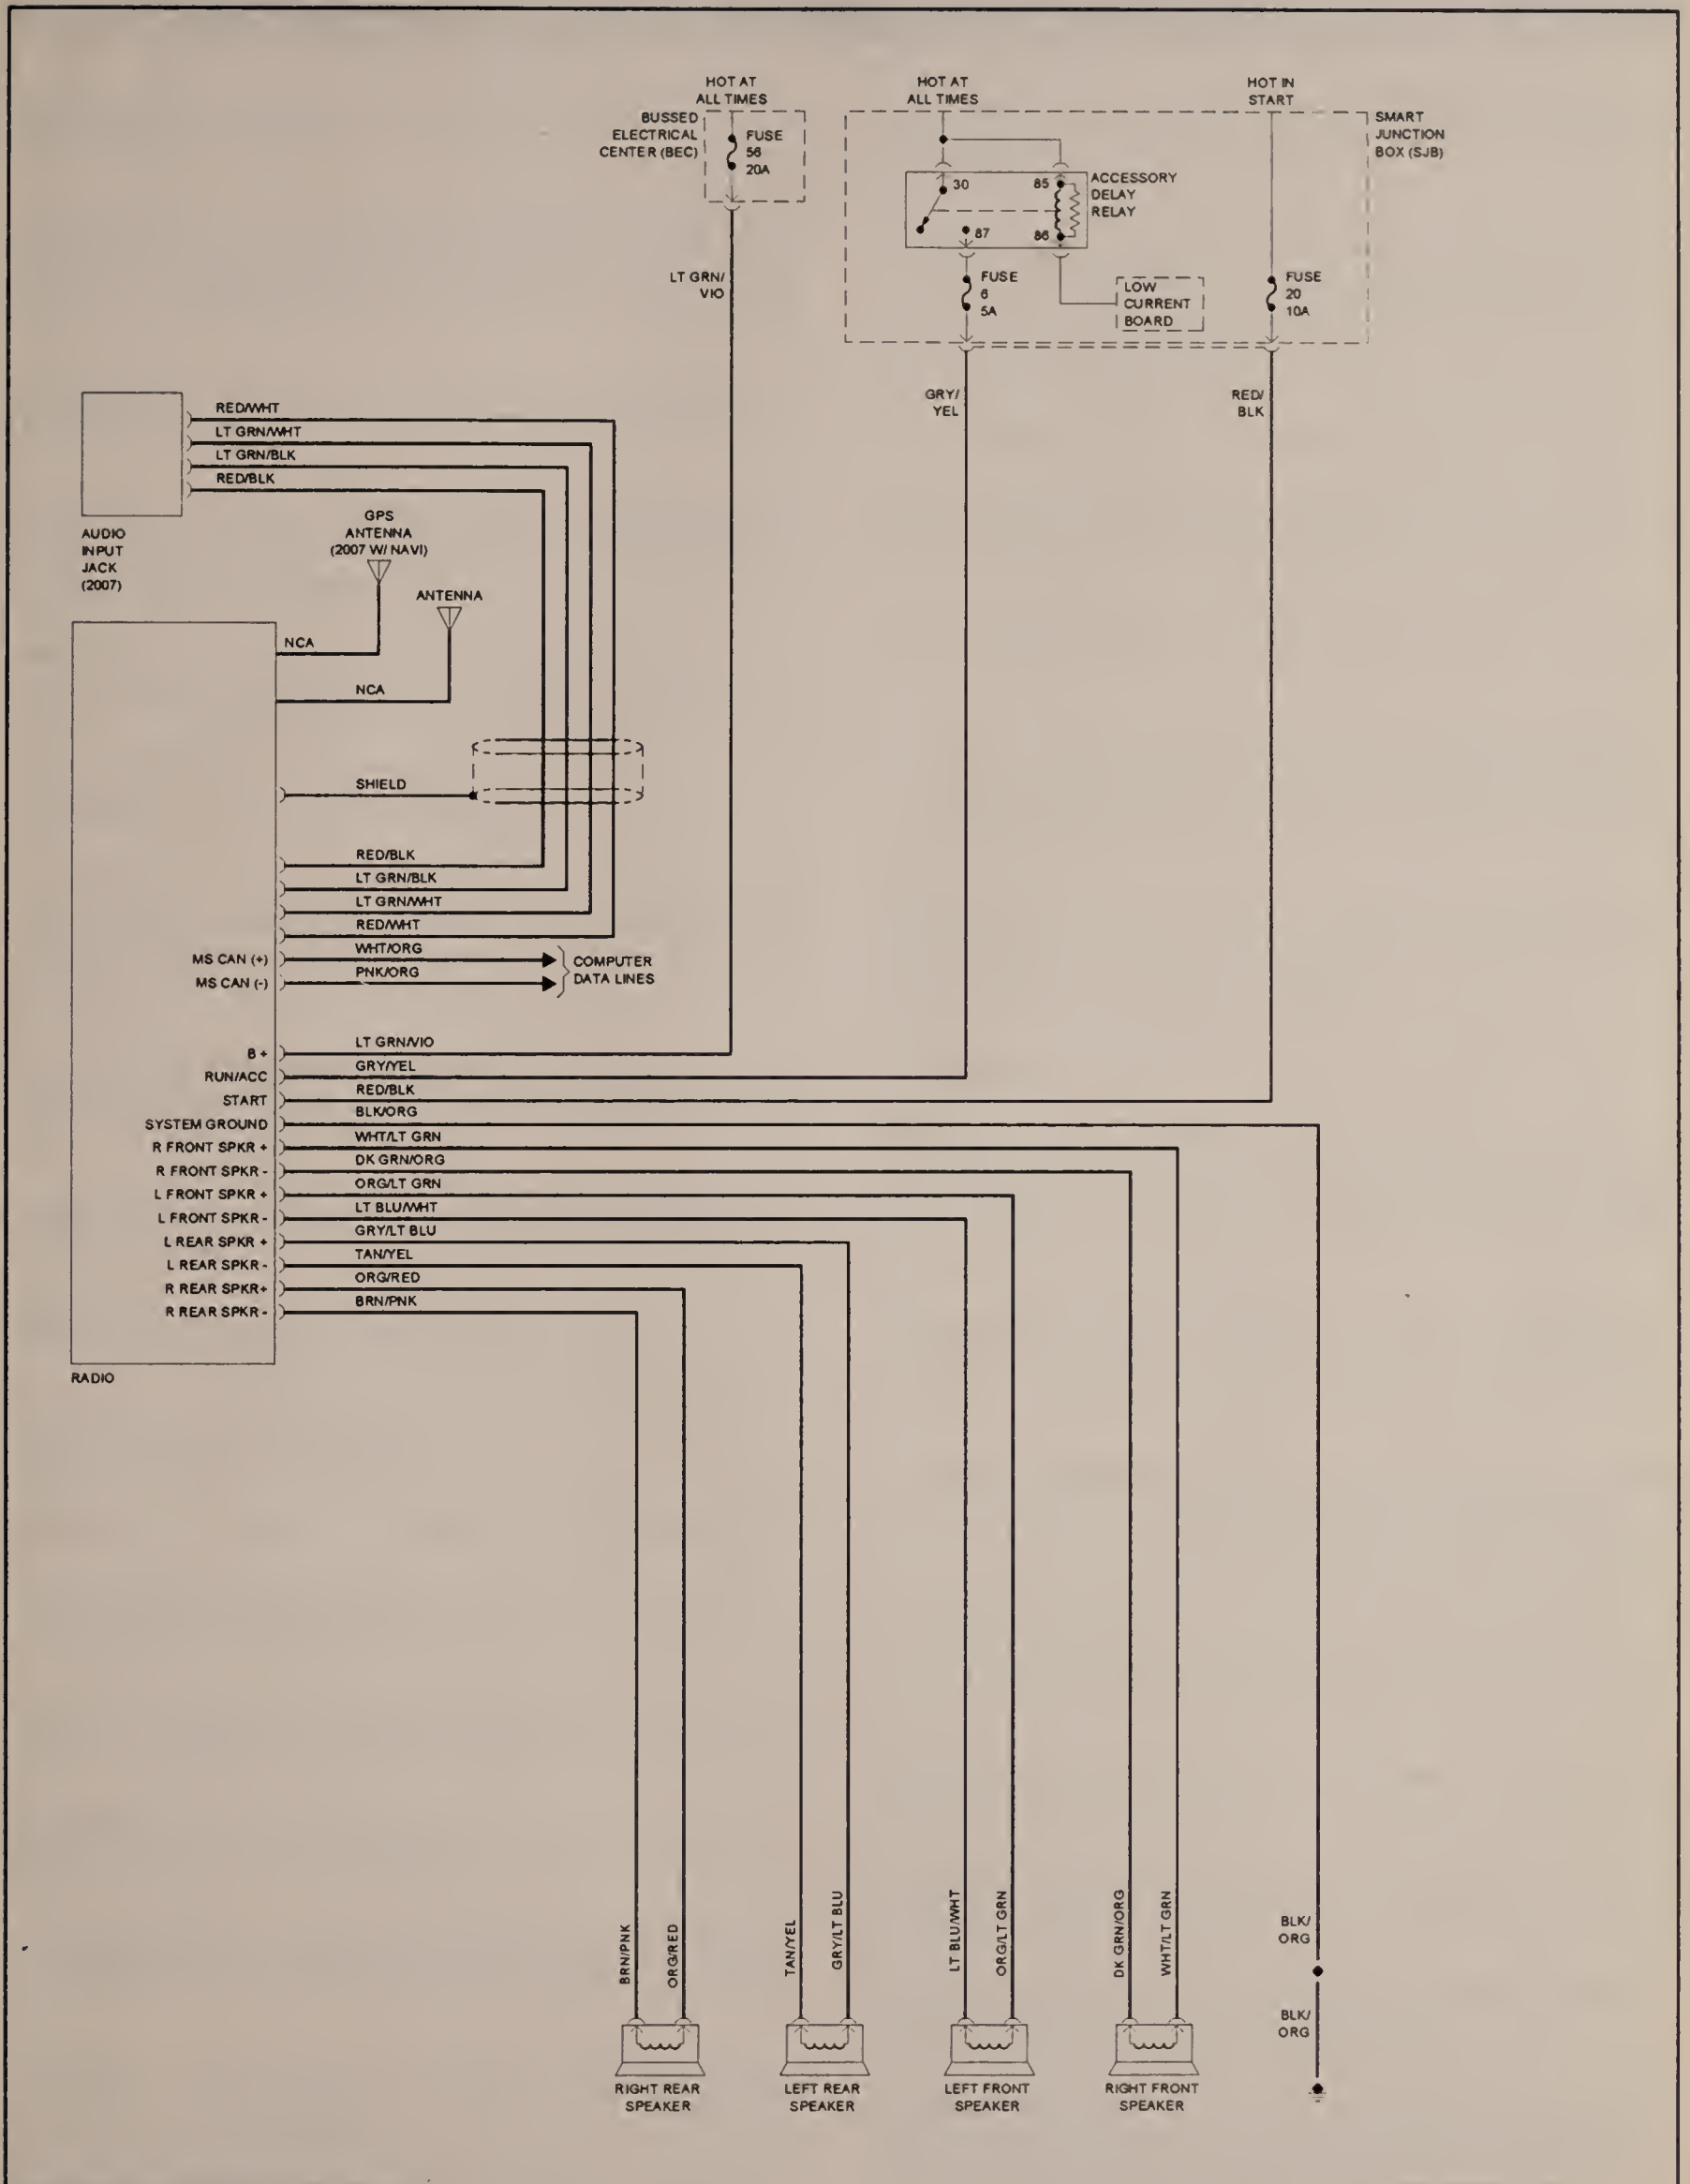 HOT AT
ALL TIMES
HOT AT
ALL TIMES
HOT IN
START
BUSSED
ELECTRICAL
CENTER (BEC)
FUSE
56
20A
SMART
JUNCTION
BOX (SJB)
30
85
87
86
ACCESSORY
DELAY
RELAY
LT GRN/
VIO
FUSE
6
5A
LOW
CURRENT
BOARD
FUSE
20
10A
GRY/
YEL
RED/
BLK
RED/WHT
LT GRN/WHT
LT GRN/BLK
RED/BLK
AUDIO
INPUT
JACK
(2007)
GPS
ANTENNA
(2007 W/ NAVI)
ANTENNA
NCA
NCA
SHIELD
RED/BLK
LT GRN/BLK
LT GRN/WHT
RED/WHT
MS CAN (+) WHT/ORG
MS CAN (-) PNK/ORG
COMPUTER
DATA LINES
B + LT GRN/VIO
RUN/ACC GRY/YEL
START RED/BLK
SYSTEM GROUND BLK/ORG
R FRONT SPKR + WHT/LT GRN
R FRONT SPKR - DK GRN/ORG
L FRONT SPKR + ORG/LT GRN
L FRONT SPKR - LT BLU/WHT
L REAR SPKR + GRY/LT BLU
L REAR SPKR - TAN/YEL
R REAR SPKR+ ORG/RED
R REAR SPKR - BRN/PNK
RADIO
BRN/PNK
ORG/RED
TAN/YEL
GRY/LT BLU
LT BLU/WHT
ORG/LT GRN
DK GRN/ORG
WHT/LT GRN
BLK/
ORG
BLK/
ORG
RIGHT REAR
SPEAKER
LEFT REAR
SPEAKER
LEFT FRONT
SPEAKER
RIGHT FRONT
SPEAKER